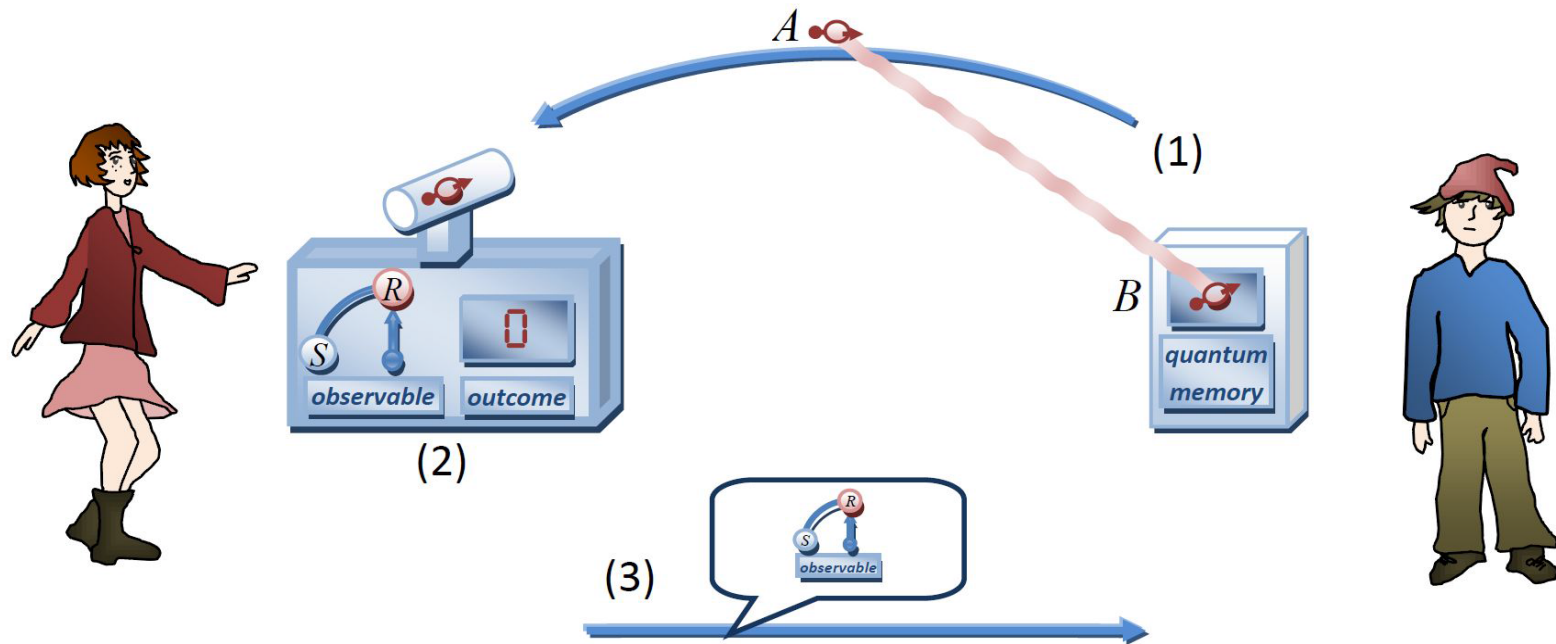 A
(1)
R
S
0
observable
outcome
(2)
B
quantum
memory
(3)
R
S
observable